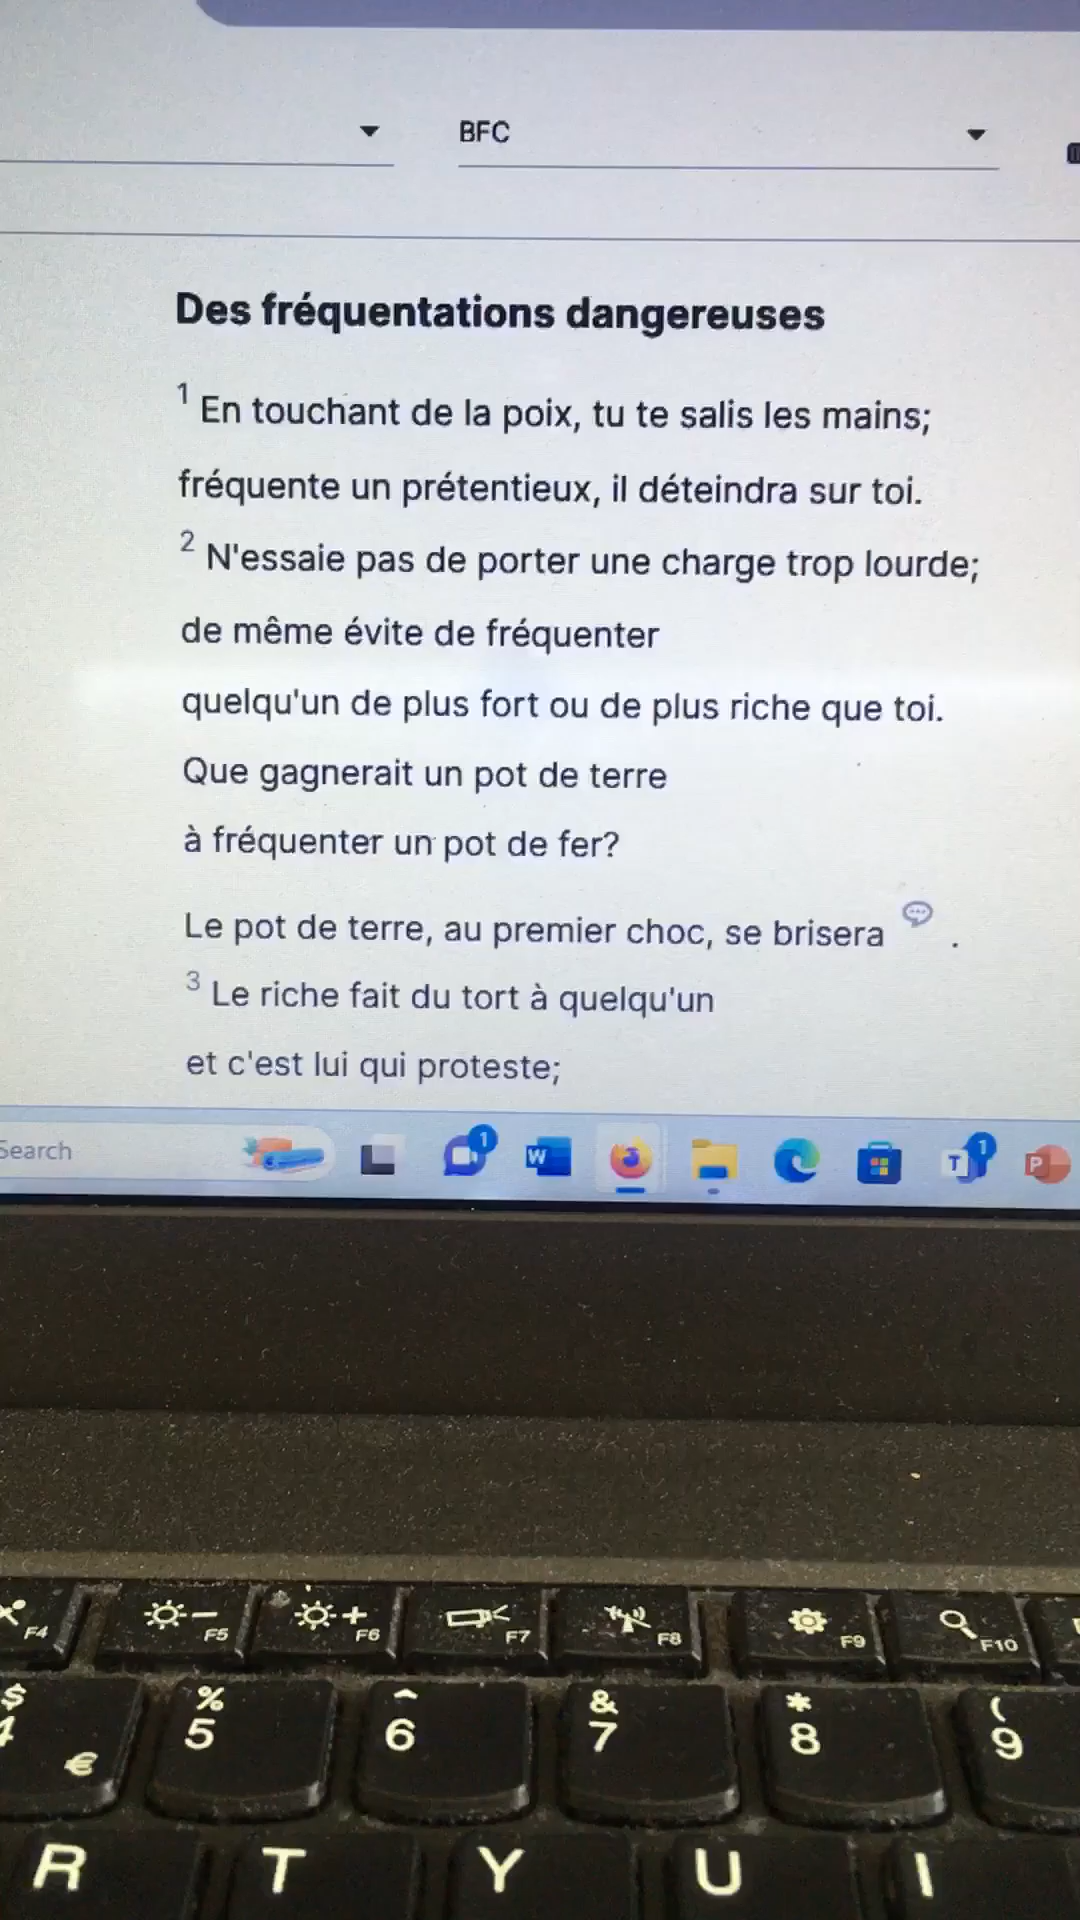 BFC
Des fréquentations dangereuses
1 En touchant de la poix, tu te salis les mains;
fréquente un prétentieux, il déteindra sur toi.
2 N'essaie pas de porter une charge trop lourde;
de même évite de fréquenter
quelqu'un de plus fort ou de plus riche que toi.
Que gagnerait un pot de terre
à fréquenter un pot de fer?
Le pot de terre, au premier choc, se brisera .
3 Le riche fait du tort à quelqu'un
et c'est lui qui proteste;
Search 1 W T 1 P
F4 F5 F6 F7 F8 F9 F10
$ % ^ & * (
4 € 5 6 7 8 9
R T Y U I